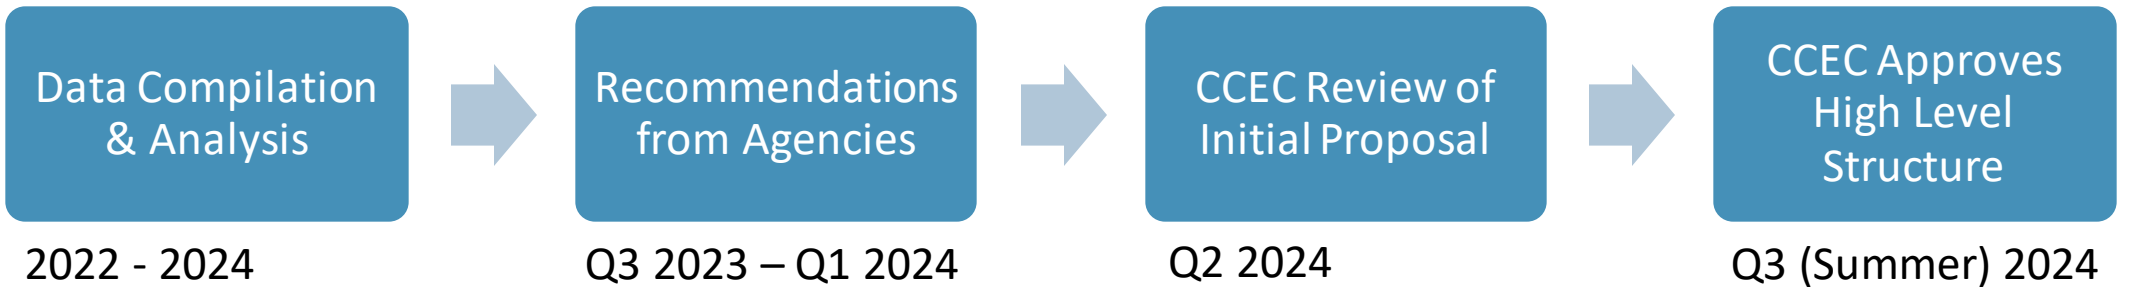 Data Compilation
& Analysis
2022 - 2024
Recommendations
from Agencies
Q3 2023 – Q1 2024
CCEC Review of
Initial Proposal
Q2 2024
CCEC Approves
High Level
Structure
Q3 (Summer) 2024